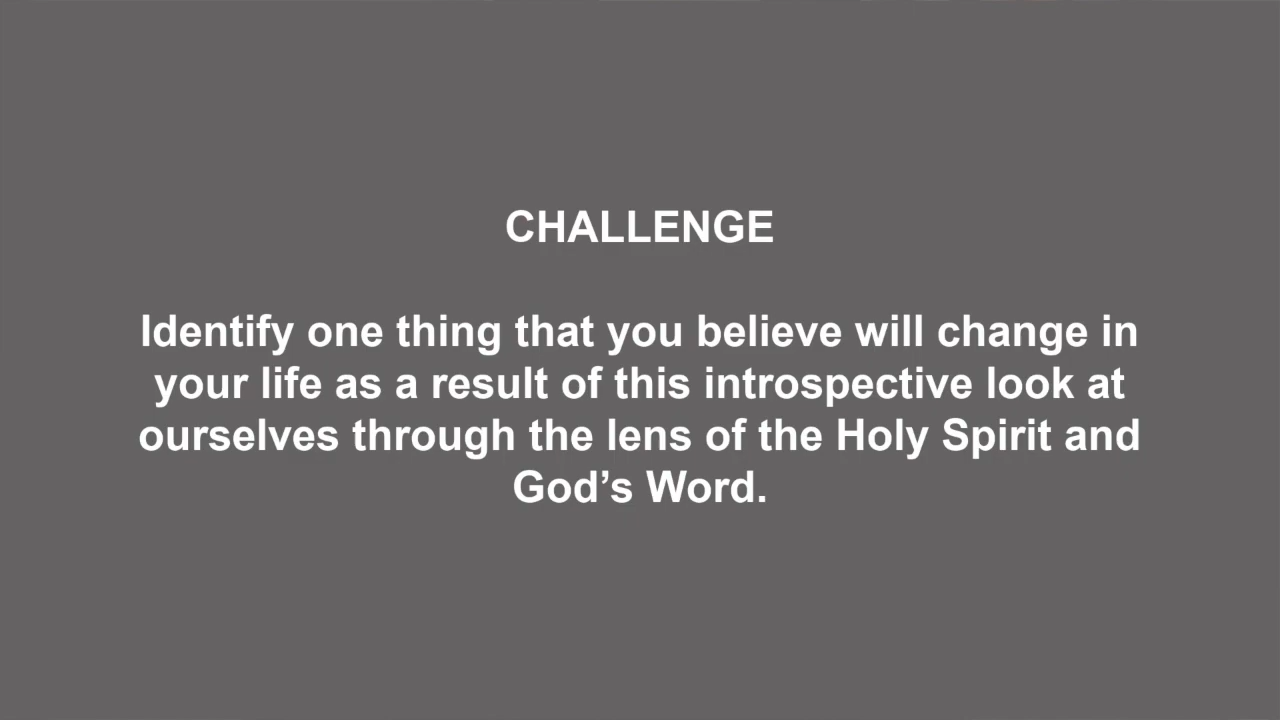 CHALLENGE
Identify one thing that you believe will change in
your life as a result of this introspective look at
ourselves through the lens of the Holy Spirit and
God’s Word.